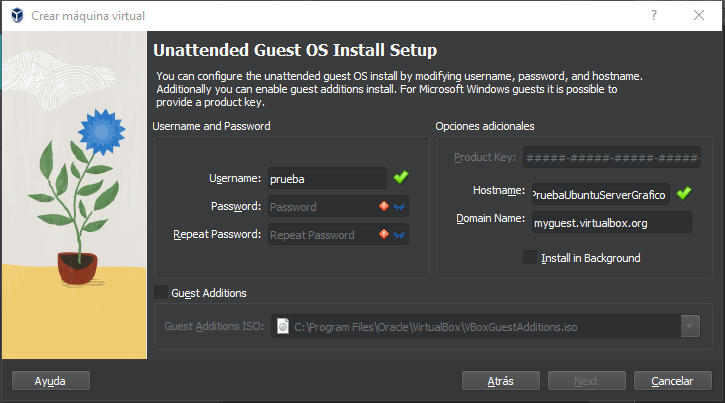 Crear máquina virtual
Unattended Guest OS Install Setup
You can configure the unattended guest OS install by modifying username, password, and hostname.
Additionally you can enable guest additions install. For Microsoft Windows guests it is possible to
provide a product key.
Username and Password
Username: prueba
Password: Password
Repeat Password: Repeat Password
Opciones adicionales
Product Key: #####-#####-#####-#####-
Hostname: PruebaUbuntuServerGrafico
Domain Name: myguest.virtualbox.org
Install in Background
Guest Additions
Guest Additions ISO: C:\Program Files\Oracle\VirtualBox\VBoxGuestAdditions.iso
Ayuda
Atrás
Next
Cancelar